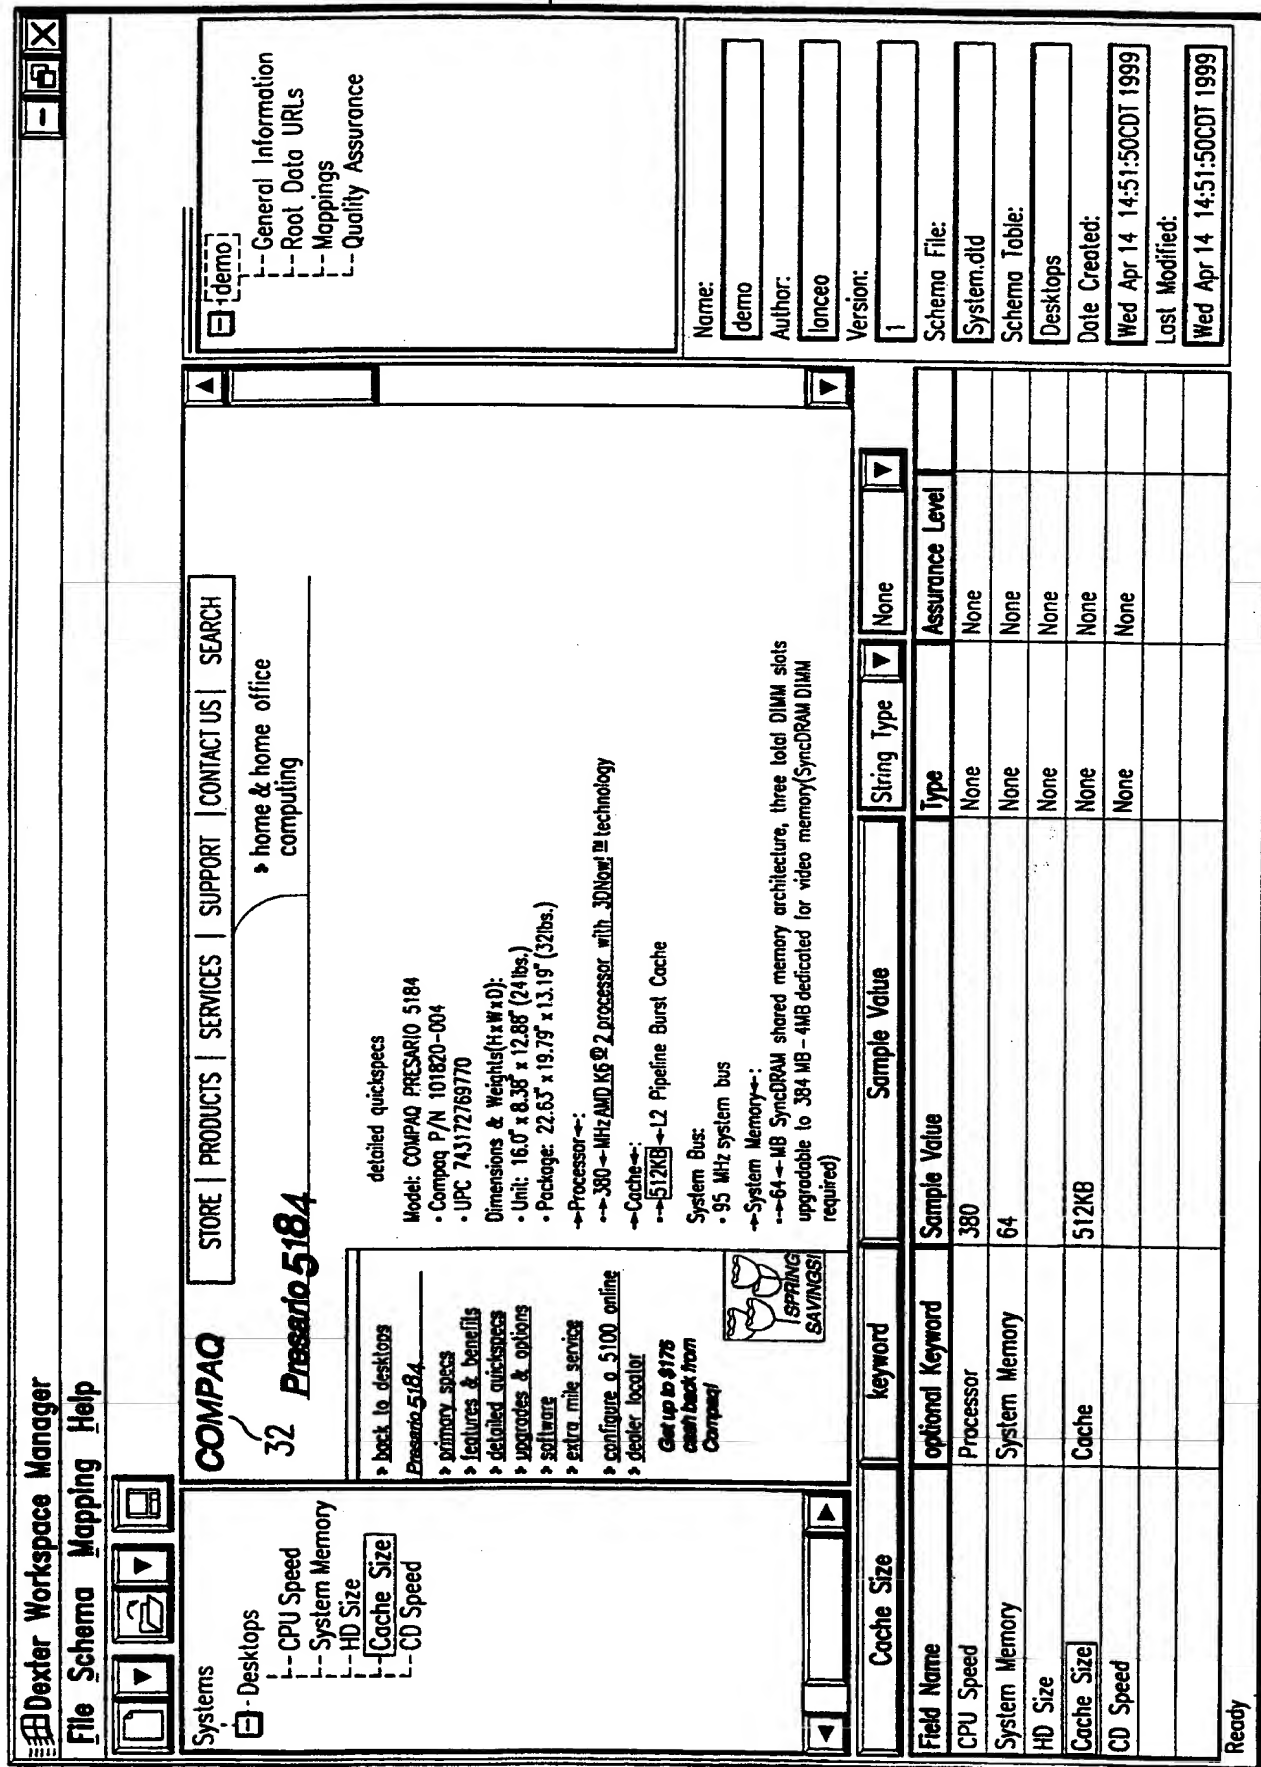 Dexter Workspace Manager
File Schema Mapping Help
Systems
Desktops
CPU Speed
System Memory
HD Size
Cache Size
CD Speed
COMPAQ
32
STORE | PRODUCTS | SERVICES | SUPPORT | CONTACT US | SEARCH
Presario 5184
» home & home office
computing
» back to desktops
Presario 5184
» primary specs
» features & benefits
» detailed quickspecs
» upgrades & options
» software
» extra mile service
» configure a 5100 online
» dealer locator
Get up to $175
cash back from
Compaq!
SPRING
SAVINGS!
detailed quickspecs
Model: COMPAQ PRESARIO 5184
• Compaq P/N 101820-004
• UPC 743172769770
Dimensions & Weights(HxWxD):
• Unit: 16.0" x 8.38" x 12.88" (24lbs.)
• Package: 22.63" x 19.79" x 13.19" (32lbs.)
→Processor←:
•→380←MHz AMD K6®2 processor with 3DNow!™ technology
→Cache←:
•→512KB←L2 Pipeline Burst Cache
System Bus:
• 95 MHz system bus
→System Memory←:
•→64←MB SyncDRAM shared memory architecture, three total DIMM slots
upgradable to 384 MB-4MB dedicated for video memory(SyncDRAM DIMM
required)
demo
General Information
Root Data URLs
Mappings
Quality Assurance
Name:
demo
Author:
lonceo
Version:
1
Schema File:
System.dtd
Schema Table:
Desktops
Date Created:
Wed Apr 14 14:51:50CDT 1999
Last Modified:
Wed Apr 14 14:51:50CDT 1999
Cache Size keyword Sample Value String Type None
Field Name optional Keyword Sample Value Type Assurance Level
CPU Speed Processor 380 None None
System Memory System Memory 64 None None
HD Size None None
Cache Size Cache 512KB None None
CD Speed None None
Ready